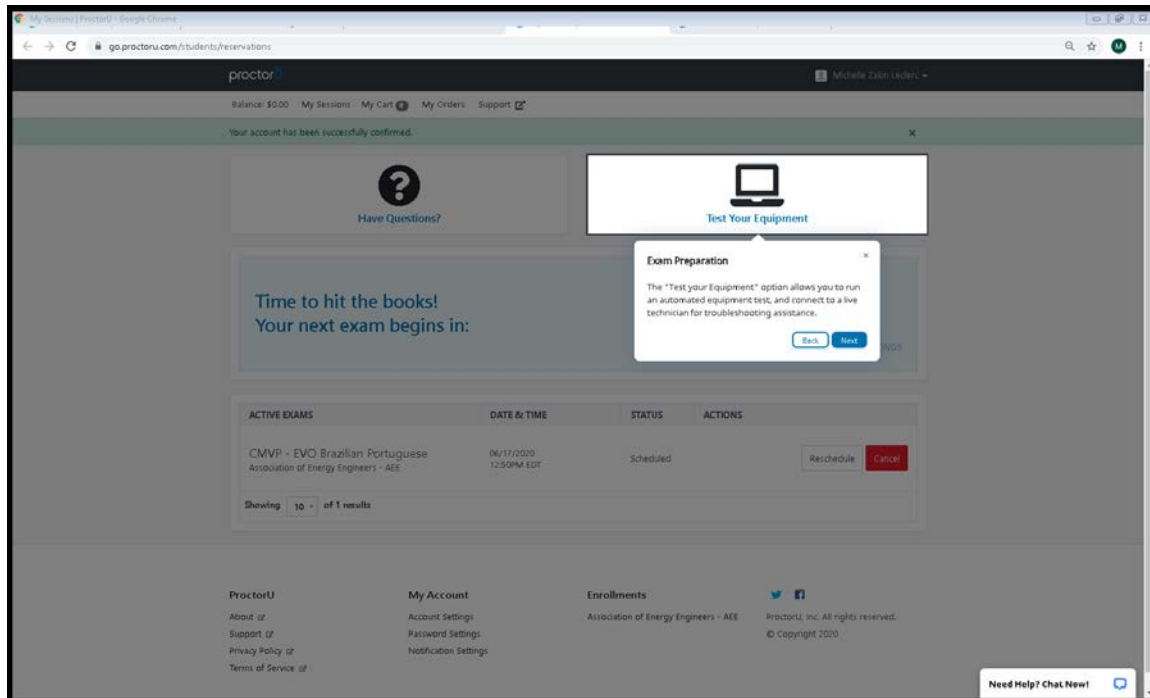 My Sessions | ProctorU - Google Chrome
go.proctoru.com/students/reservations
M
proctorU
Michelle Zalin Leclerc
Balance: $0.00 My Sessions My Cart 0 My Orders Support
Your account has been successfully confirmed. ×
Have Questions?
Test Your Equipment
Exam Preparation ×
The "Test your Equipment" option allows you to run
an automated equipment test, and connect to a live
technician for troubleshooting assistance.
Back Next
Time to hit the books!
Your next exam begins in:
ACTIVE EXAMS DATE & TIME STATUS ACTIONS
CMVP - EVO Brazilian Portuguese
Association of Energy Engineers - AEE
06/17/2020
12:50PM EDT
Scheduled
Reschedule Cancel
Showing 10 of 1 results
ProctorU
About
Support
Privacy Policy
Terms of Service
My Account
Account Settings
Password Settings
Notification Settings
Enrollments
Association of Energy Engineers - AEE
ProctorU, Inc. All rights reserved.
© Copyright 2020
Need Help? Chat Now!